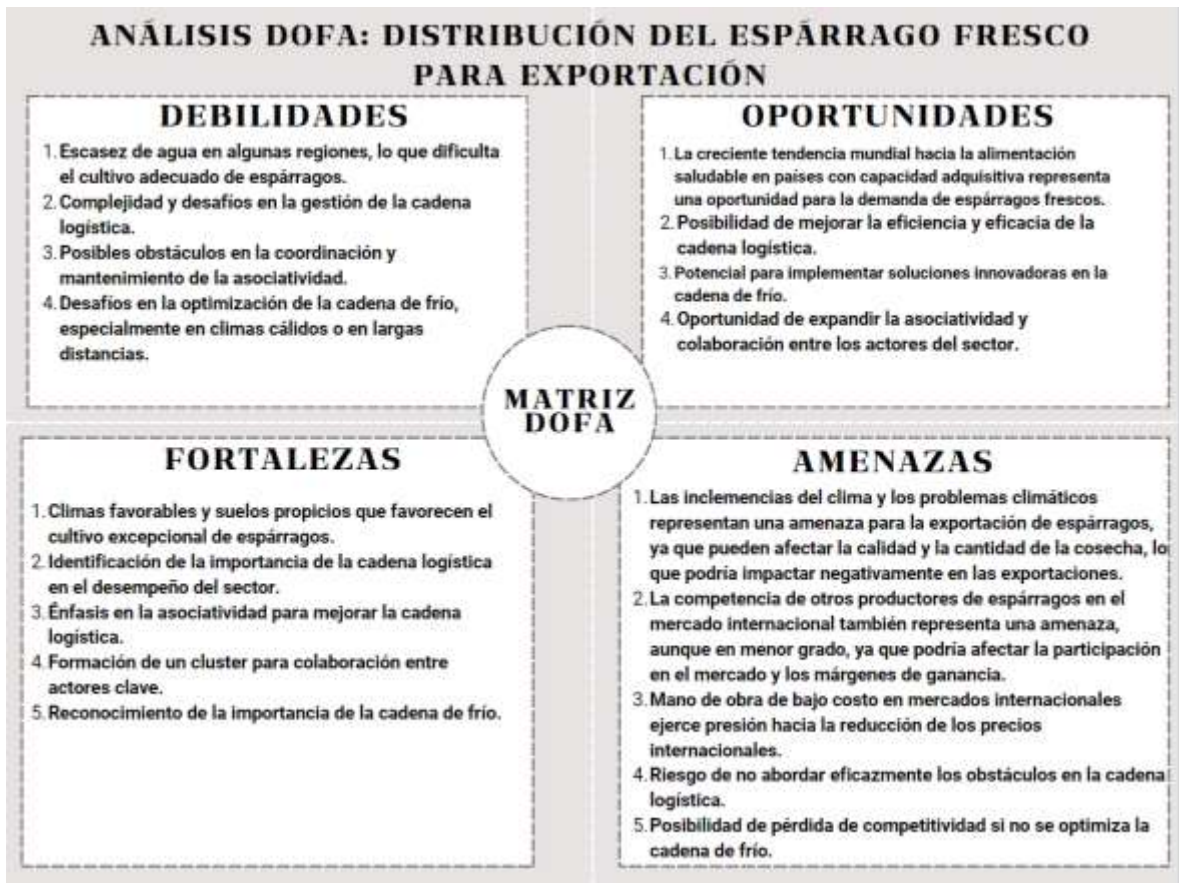 ANÁLISIS DOFA: DISTRIBUCIÓN DEL ESPÁRRAGO FRESCO
PARA EXPORTACIÓN
DEBILIDADES
1. Escasez de agua en algunas regiones, lo que dificulta
el cultivo adecuado de espárragos.
2. Complejidad y desafíos en la gestión de la cadena
logística.
3. Posibles obstáculos en la coordinación y
mantenimiento de la asociatividad.
4. Desafíos en la optimización de la cadena de frío,
especialmente en climas cálidos o en largas
distancias.
OPORTUNIDADES
1. La creciente tendencia mundial hacia la alimentación
saludable en países con capacidad adquisitiva representa
una oportunidad para la demanda de espárragos frescos.
2. Posibilidad de mejorar la eficiencia y eficacia de la
cadena logística.
3. Potencial para implementar soluciones innovadoras en la
cadena de frío.
4. Oportunidad de expandir la asociatividad y
colaboración entre los actores del sector.
MATRIZ
DOFA
FORTALEZAS
1. Climas favorables y suelos propicios que favorecen el
cultivo excepcional de espárragos.
2. Identificación de la importancia de la cadena logística
en el desempeño del sector.
3. Énfasis en la asociatividad para mejorar la cadena
logística.
4. Formación de un cluster para colaboración entre
actores clave.
5. Reconocimiento de la importancia de la cadena de frío.
AMENAZAS
1. Las inclemencias del clima y los problemas climáticos
representan una amenaza para la exportación de espárragos,
ya que pueden afectar la calidad y la cantidad de la cosecha, lo
que podría impactar negativamente en las exportaciones.
2. La competencia de otros productores de espárragos en el
mercado internacional también representa una amenaza,
aunque en menor grado, ya que podría afectar la participación
en el mercado y los márgenes de ganancia.
3. Mano de obra de bajo costo en mercados internacionales
ejerce presión hacia la reducción de los precios
internacionales.
4. Riesgo de no abordar eficazmente los obstáculos en la cadena
logística.
5. Posibilidad de pérdida de competitividad si no se optimiza la
cadena de frío.